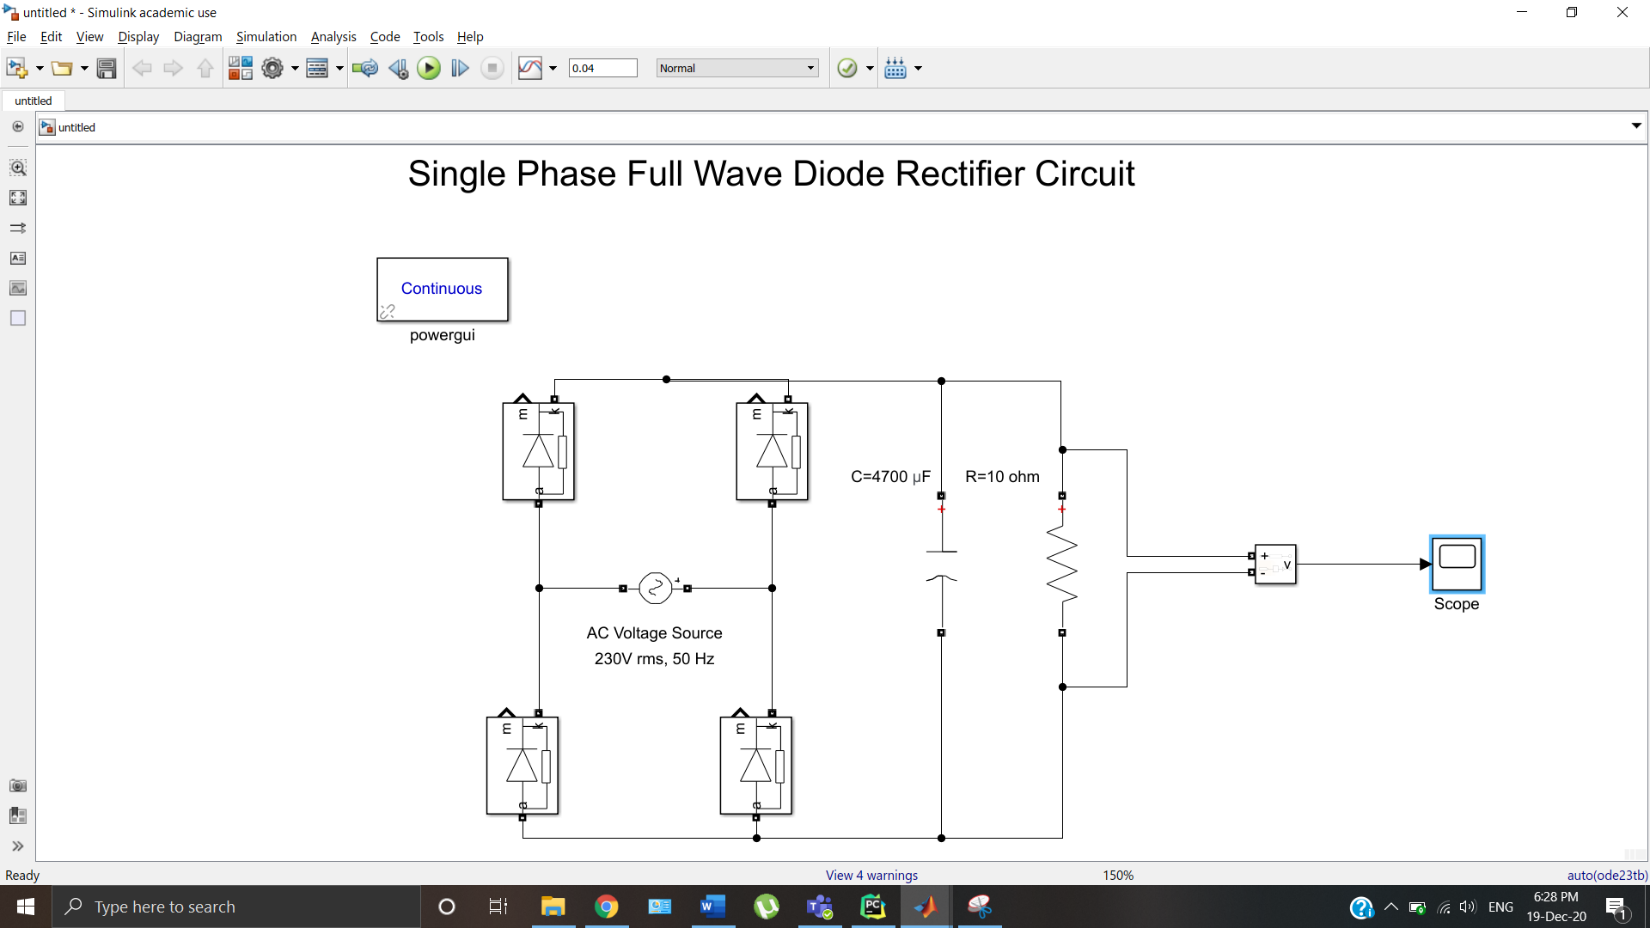 untitled * - Simulink academic use
File Edit View Display Diagram Simulation Analysis Code Tools Help
0.04 Normal
untitled
untitled
Single Phase Full Wave Diode Rectifier Circuit
Continuous
powergui
m k m k
a a
C=4700 µF R=10 ohm
+ +
+ v
-
Scope
AC Voltage Source
230V rms, 50 Hz
m k m k
a a
Ready View 4 warnings 150% auto(ode23tb)
Type here to search
ENG
6:28 PM
19-Dec-20
1